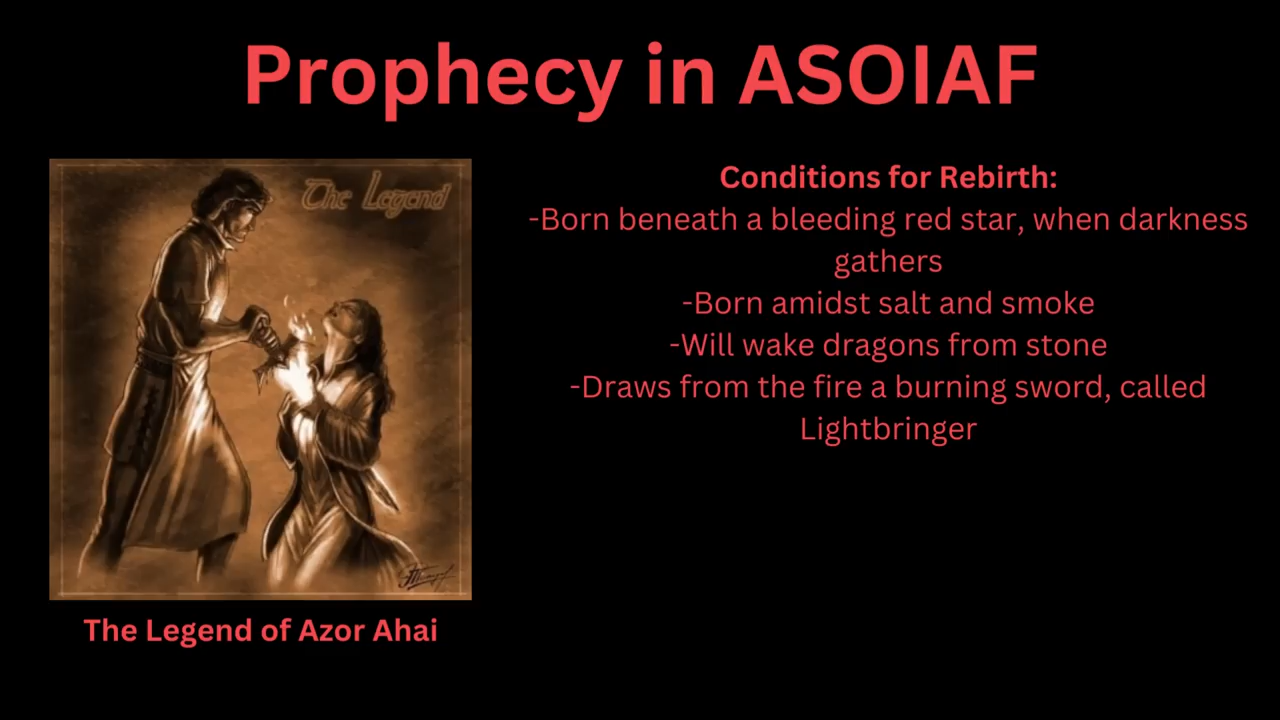 Prophecy in ASOIAF
The Legend
The Legend of Azor Ahai
Conditions for Rebirth:
-Born beneath a bleeding red star, when darkness
gathers
-Born amidst salt and smoke
-Will wake dragons from stone
-Draws from the fire a burning sword, called
Lightbringer